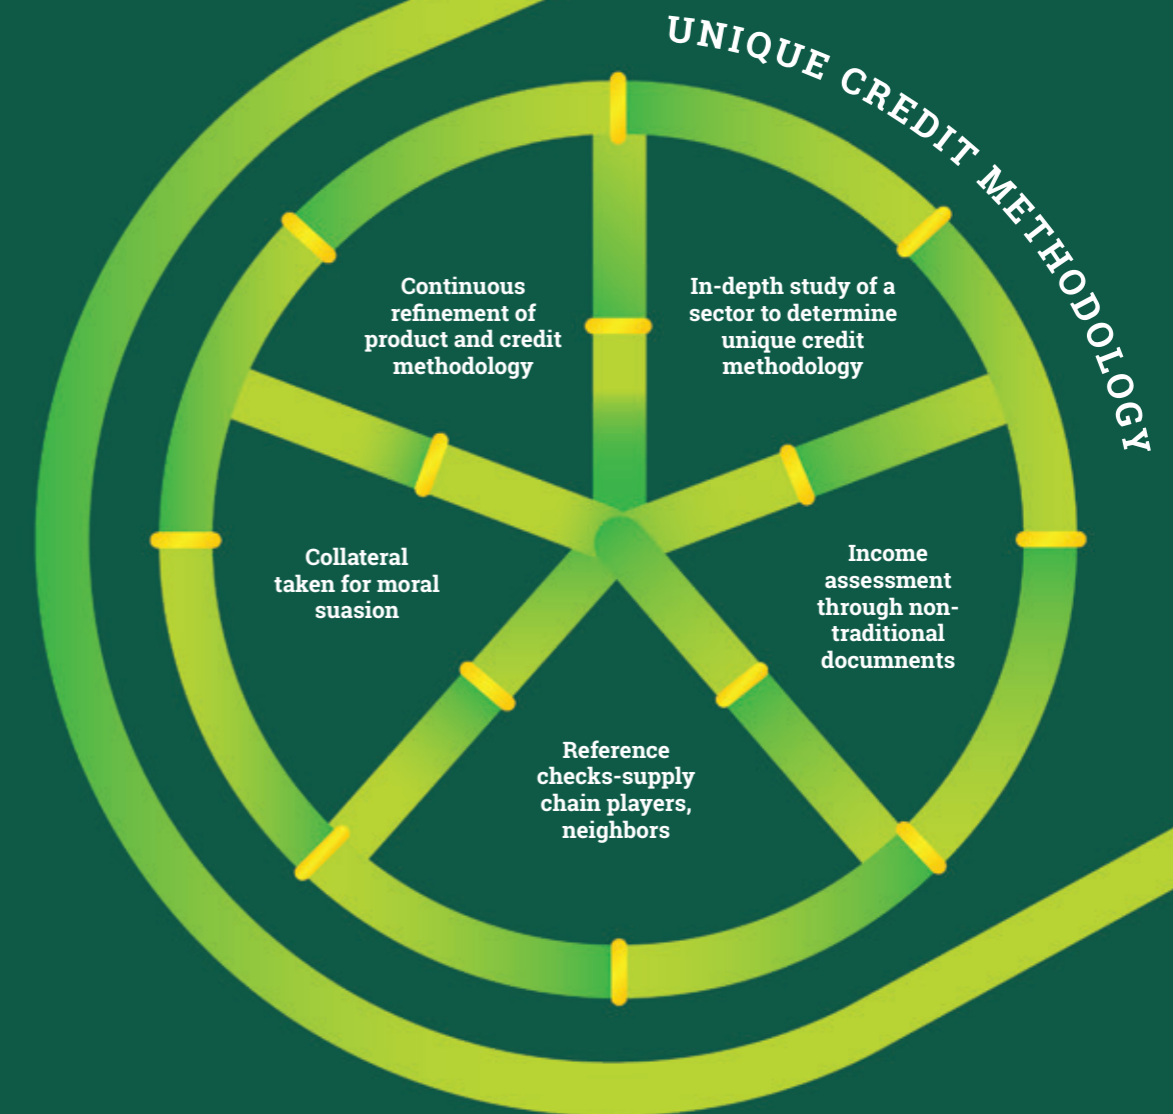 UNIQUE CREDIT METHODOLOGY
Continuous
refinement of
product and credit
methodology
In-depth study of a
sector to determine
unique credit
methodology
Collateral
taken for moral
suasion
Income
assessment
through non-
traditional
documnents
Reference
checks-supply
chain players,
neighbors